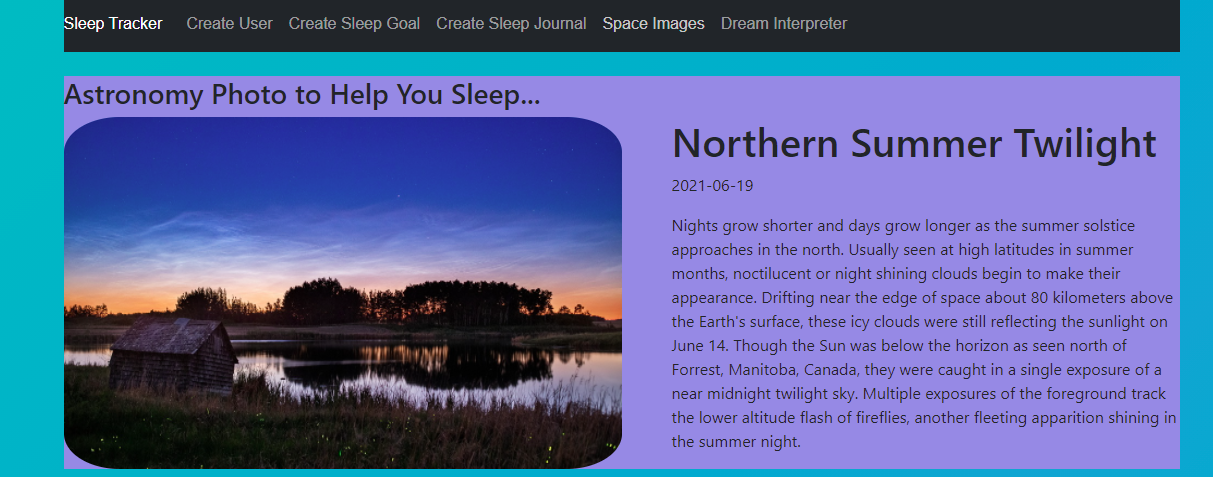 Sleep Tracker Create User Create Sleep Goal Create Sleep Journal Space Images Dream Interpreter
Astronomy Photo to Help You Sleep...
Northern Summer Twilight
2021-06-19
Nights grow shorter and days grow longer as the summer solstice
approaches in the north. Usually seen at high latitudes in summer
months, noctilucent or night shining clouds begin to make their
appearance. Drifting near the edge of space about 80 kilometers above
the Earth's surface, these icy clouds were still reflecting the sunlight on
June 14. Though the Sun was below the horizon as seen north of
Forrest, Manitoba, Canada, they were caught in a single exposure of a
near midnight twilight sky. Multiple exposures of the foreground track
the lower altitude flash of fireflies, another fleeting apparition shining in
the summer night.